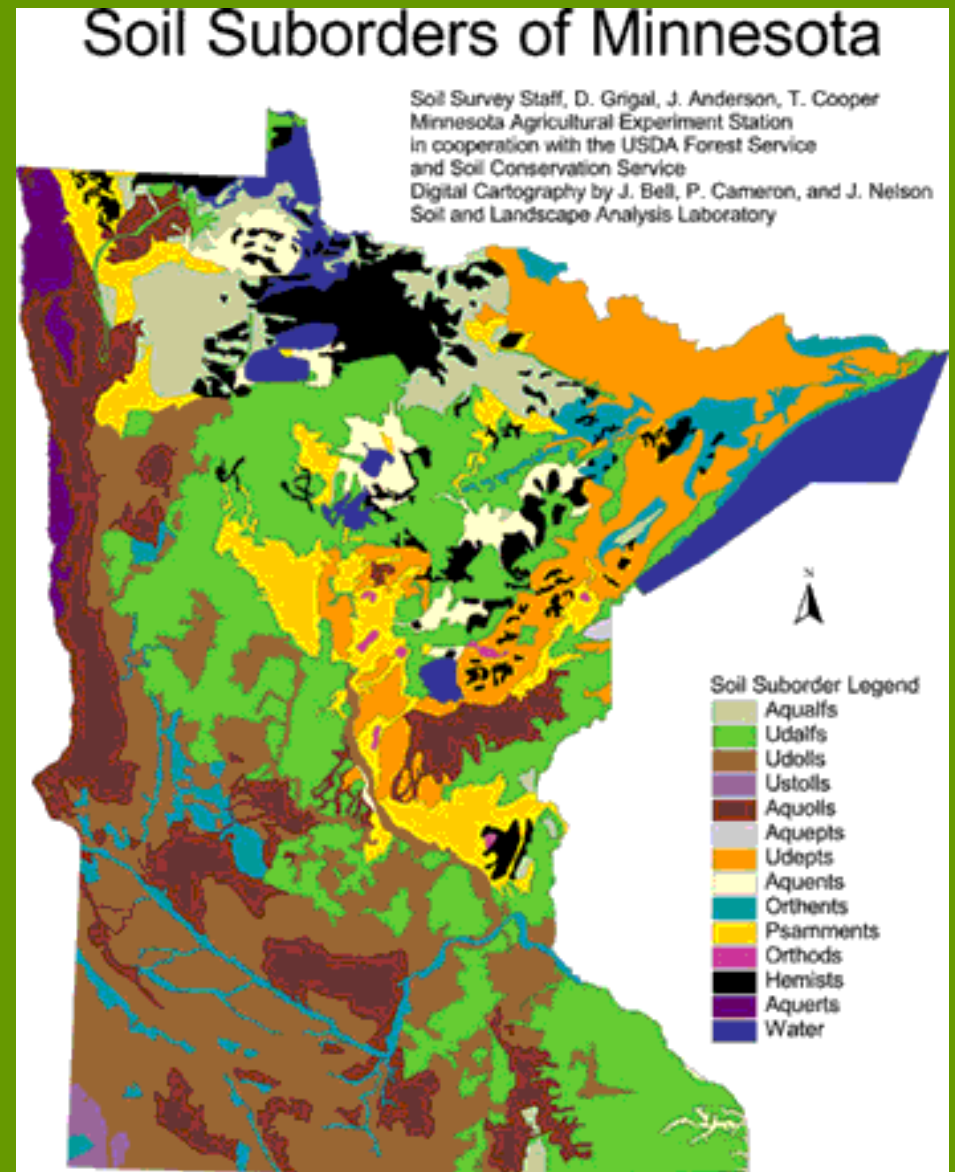 Soil Suborders of Minnesota
Soil Survey Staff, D. Grigal, J. Anderson, T. Cooper
Minnesota Agricultural Experiment Station
in cooperation with the USDA Forest Service
and Soil Conservation Service
Digital Cartography by J. Bell, P. Cameron, and J. Nelson
Soil and Landscape Analysis Laboratory
N
Soil Suborder Legend
Aqualfs
Udalfs
Udolls
Ustolls
Aquolls
Aquepts
Udepts
Aquents
Orthents
Psamments
Orthods
Hemists
Aquerts
Water